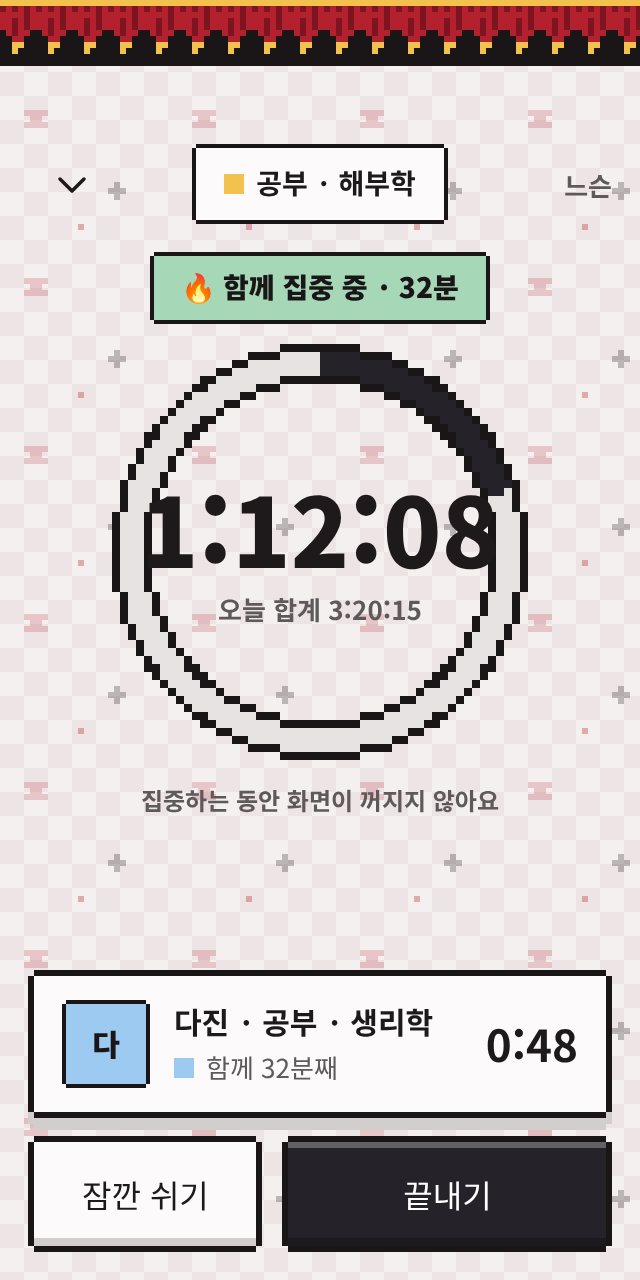 공부 · 해부학
느슨
🔥 함께 집중 중 · 32분
1:12:08
오늘 합계 3:20:15
집중하는 동안 화면이 꺼지지 않아요
다
다진 · 공부 · 생리학
함께 32분째
0:48
잠깐 쉬기
끝내기